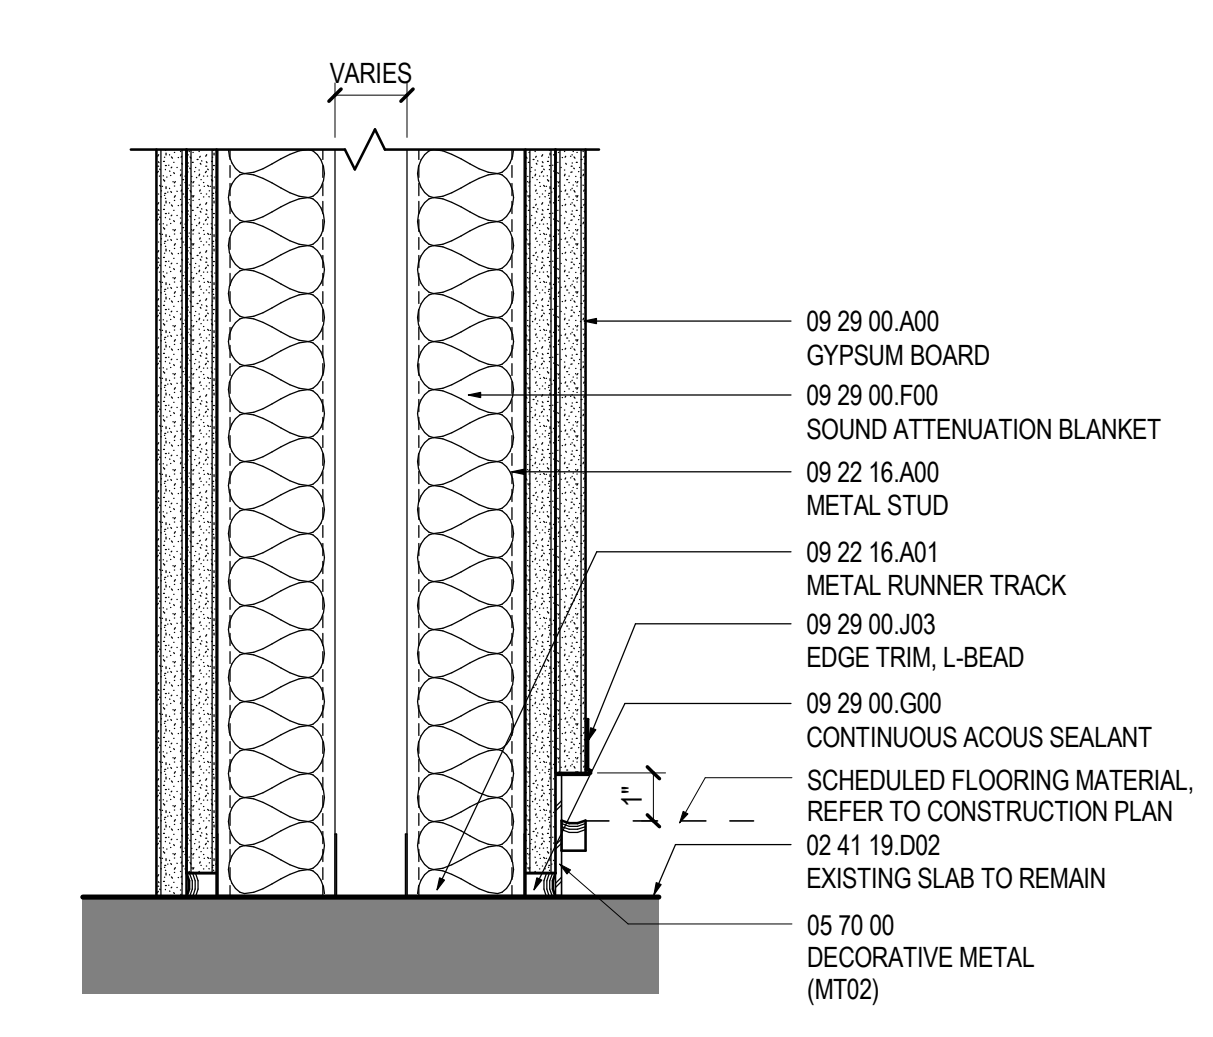 VARIES
09 29 00.A00
GYPSUM BOARD
09 29 00.F00
SOUND ATTENUATION BLANKET
09 22 16.A00
METAL STUD
09 22 16.A01
METAL RUNNER TRACK
09 29 00.J03
EDGE TRIM, L-BEAD
09 29 00.G00
CONTINUOUS ACOUS SEALANT
1"
SCHEDULED FLOORING MATERIAL,
REFER TO CONSTRUCTION PLAN
02 41 19.D02
EXISTING SLAB TO REMAIN
05 70 00
DECORATIVE METAL
(MT02)